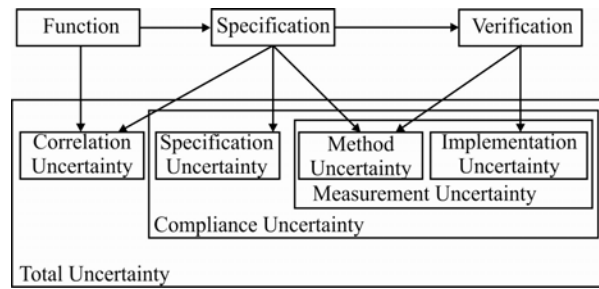 Function
Specification
Verification
Correlation
Uncertainty
Specification
Uncertainty
Method
Uncertainty
Implementation
Uncertainty
Measurement Uncertainty
Compliance Uncertainty
Total Uncertainty